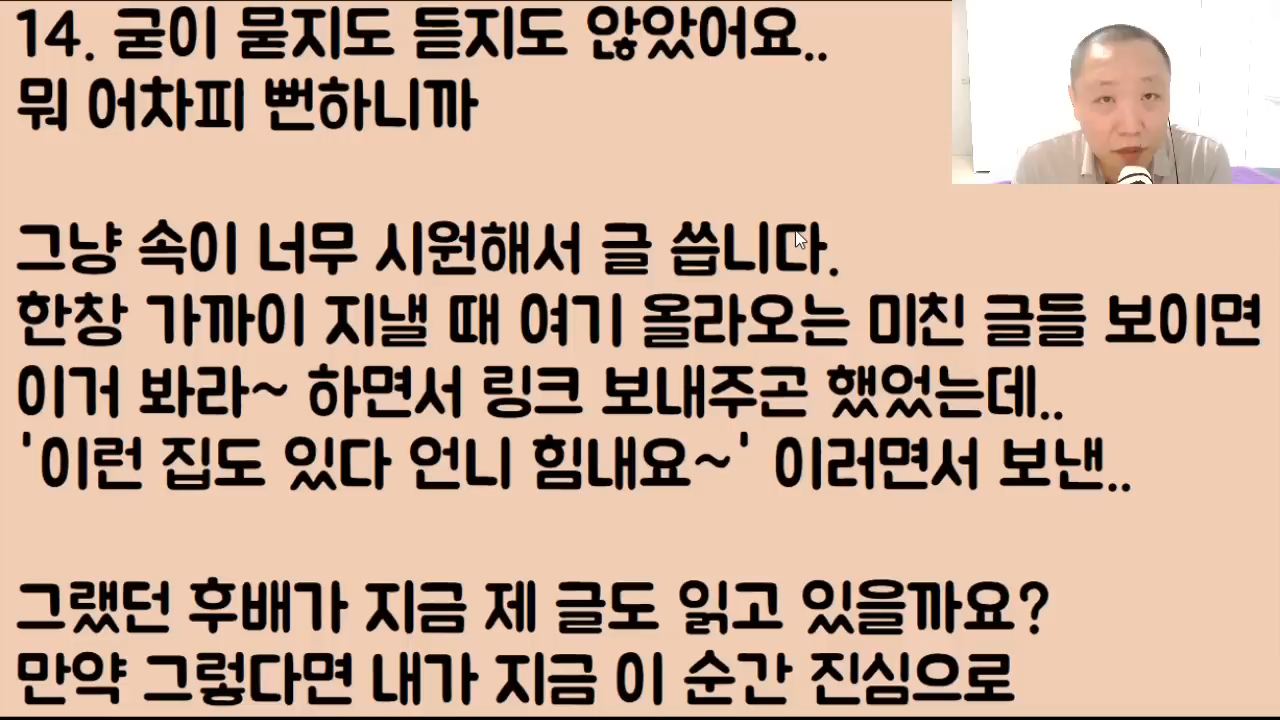 14. 굳이 묻지도 듣지도 않았어요..
뭐 어차피 뻔하니까
그냥 속이 너무 시원해서 글 씁니다.
한창 가까이 지낼 때 여기 올라오는 미친 글들 보이면
이거 봐라~ 하면서 링크 보내주곤 했었는데..
'이런 집도 있다 언니 힘내요~' 이러면서 보낸..
그랬던 후배가 지금 제 글도 읽고 있을까요?
만약 그렇다면 내가 지금 이 순간 진심으로